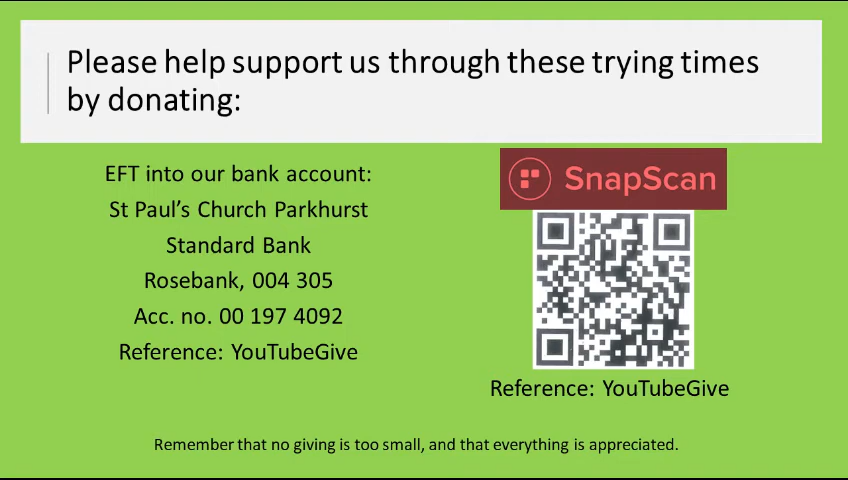 Please help support us through these trying times
by donating:
EFT into our bank account:
St Paul’s Church Parkhurst
Standard Bank
Rosebank, 004 305
Acc. no. 00 197 4092
Reference: YouTubeGive
SnapScan
Reference: YouTubeGive
Remember that no giving is too small, and that everything is appreciated.